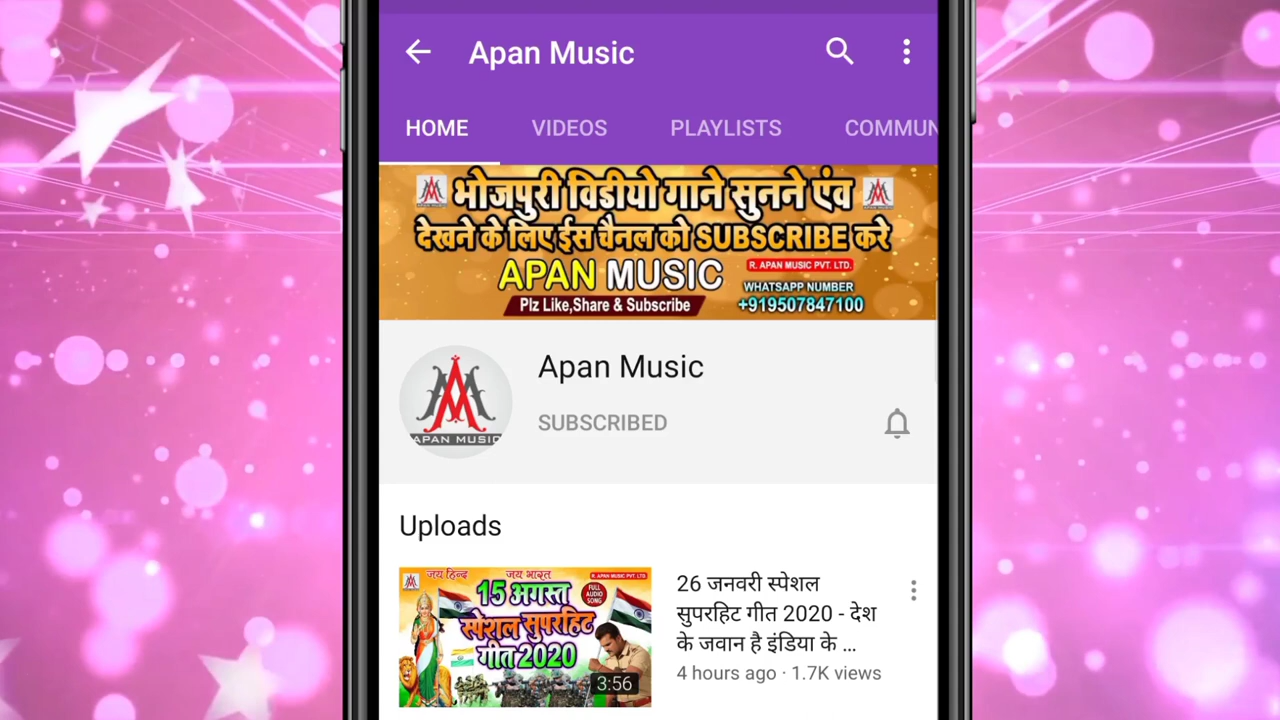 Apan Music
HOME VIDEOS PLAYLISTS COMMUN
भोजपुरी विडीयो गाने सुनने एंव
देखने के लिए ईस चैनल को SUBSCRIBE करे
APAN MUSIC
R. APAN MUSIC PVT. LTD.
WHATSAPP NUMBER
+919507847100
Plz Like,Share & Subscribe
APAN MUSIC
Apan Music
SUBSCRIBED
Uploads
जय हिन्द जय भारत
R. APAN MUSIC PVT. LTD
15 अगस्त
FULL
AUDIO
SONG
स्पेशल सुपरहिट
गीत 2020
3:56
26 जनवरी स्पेशल
सुपरहिट गीत 2020 - देश
के जवान है इंडिया के ...
4 hours ago · 1.7K views